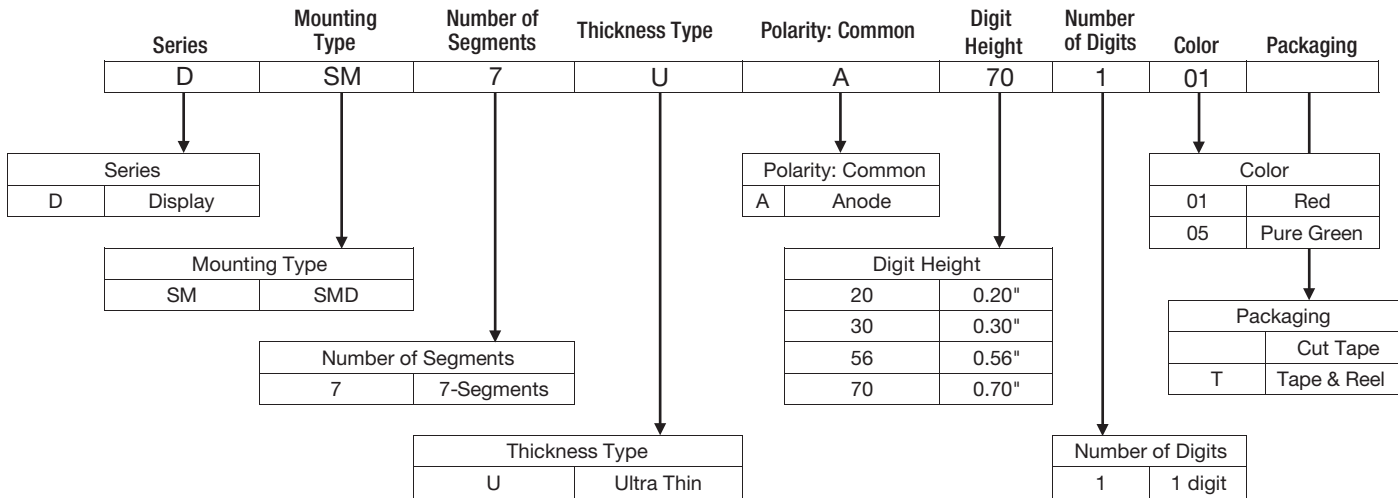 Series Mounting Type Number of Segments Thickness Type Polarity: Common Digit Height Number of Digits Color Packaging
D SM 7 U A 70 1 01
Series
D Display
Mounting Type
SM SMD
Number of Segments
7 7-Segments
Thickness Type
U Ultra Thin
Polarity: Common
A Anode
Digit Height
20 0.20"
30 0.30"
56 0.56"
70 0.70"
Number of Digits
1 1 digit
Color
01 Red
05 Pure Green
Packaging
Cut Tape
T Tape & Reel